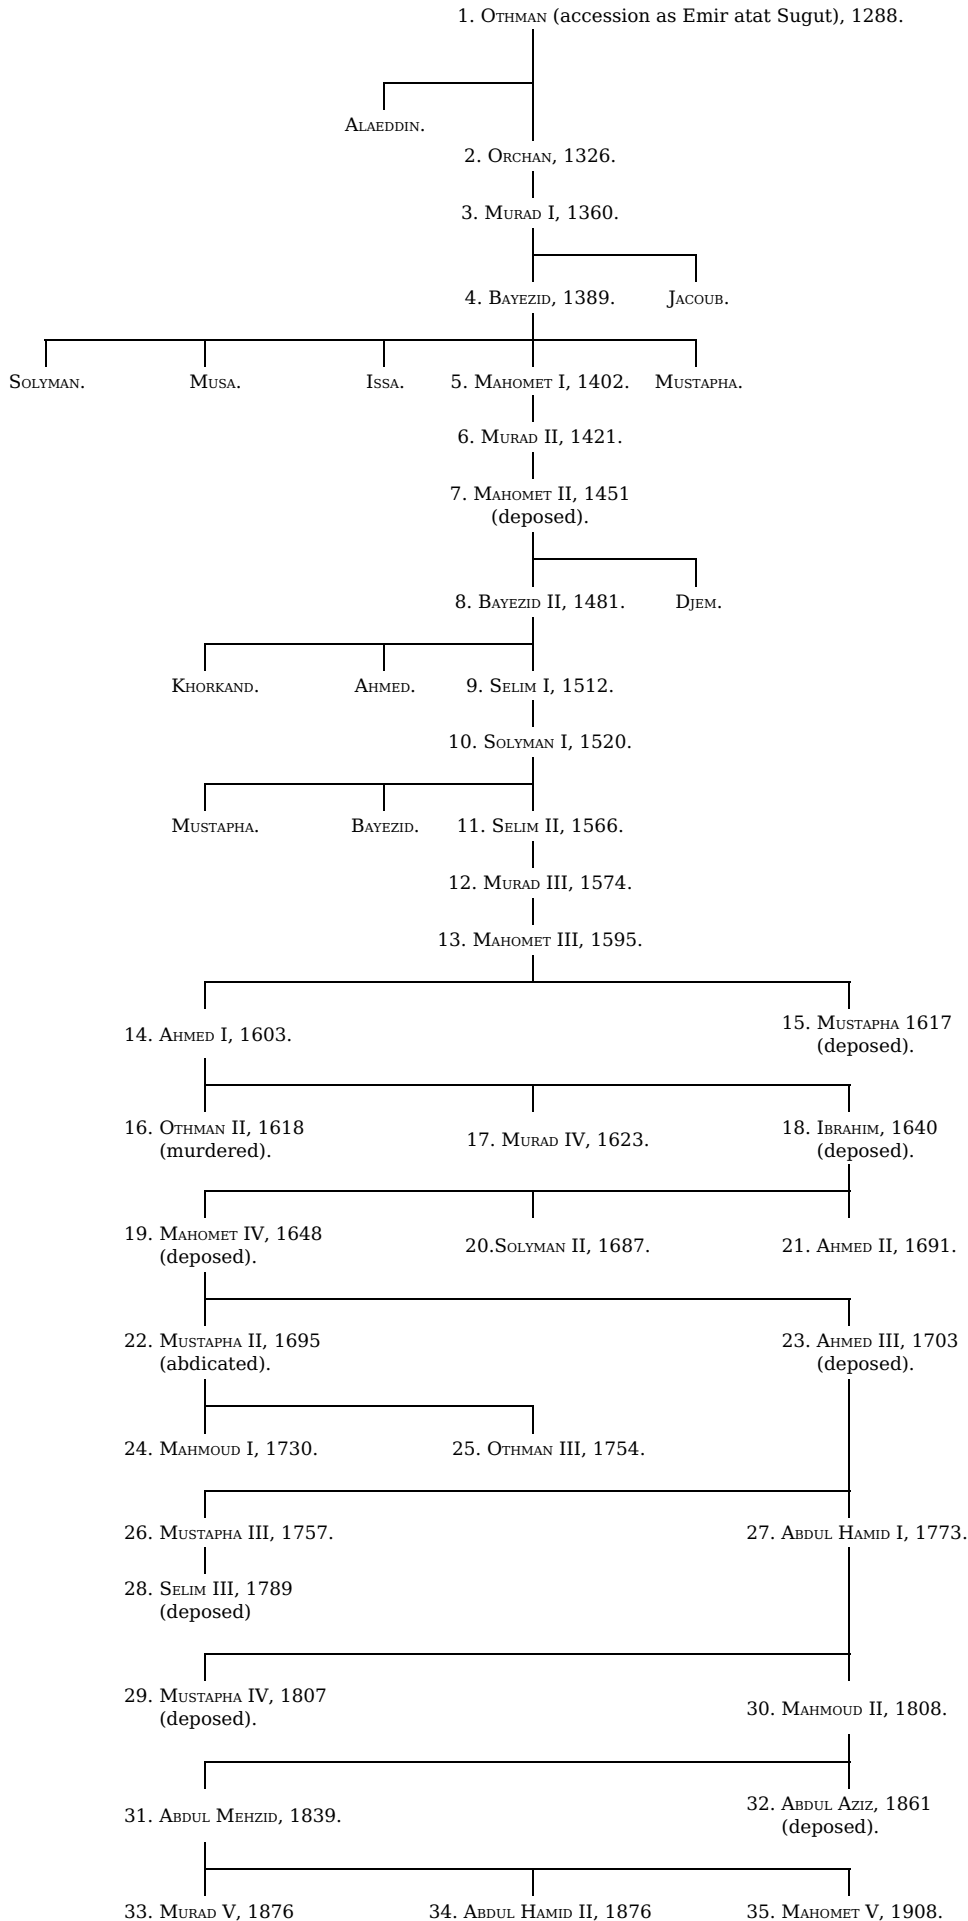 1. Othman (accession as Emir atat Sugut), 1288.
Alaeddin.
2. Orchan, 1326.
3. Murad I, 1360.
4. Bayezid, 1389. Jacoub.
Solyman. Musa. Issa. 5. Mahomet I, 1402. Mustapha.
6. Murad II, 1421.
7. Mahomet II, 1451
(deposed).
8. Bayezid II, 1481. Djem.
Khorkand. Ahmed. 9. Selim I, 1512.
10. Solyman I, 1520.
Mustapha. Bayezid. 11. Selim II, 1566.
12. Murad III, 1574.
13. Mahomet III, 1595.
14. Ahmed I, 1603.
15. Mustapha 1617
(deposed).
16. Othman II, 1618
(murdered).
17. Murad IV, 1623.
18. Ibrahim, 1640
(deposed).
19. Mahomet IV, 1648
(deposed).
20.Solyman II, 1687.
21. Ahmed II, 1691.
22. Mustapha II, 1695
(abdicated).
23. Ahmed III, 1703
(deposed).
24. Mahmoud I, 1730. 25. Othman III, 1754.
26. Mustapha III, 1757. 27. Abdul Hamid I, 1773.
28. Selim III, 1789
(deposed)
29. Mustapha IV, 1807
(deposed).
30. Mahmoud II, 1808.
31. Abdul Mehzid, 1839.
32. Abdul Aziz, 1861
(deposed).
33. Murad V, 1876 34. Abdul Hamid II, 1876 35. Mahomet V, 1908.